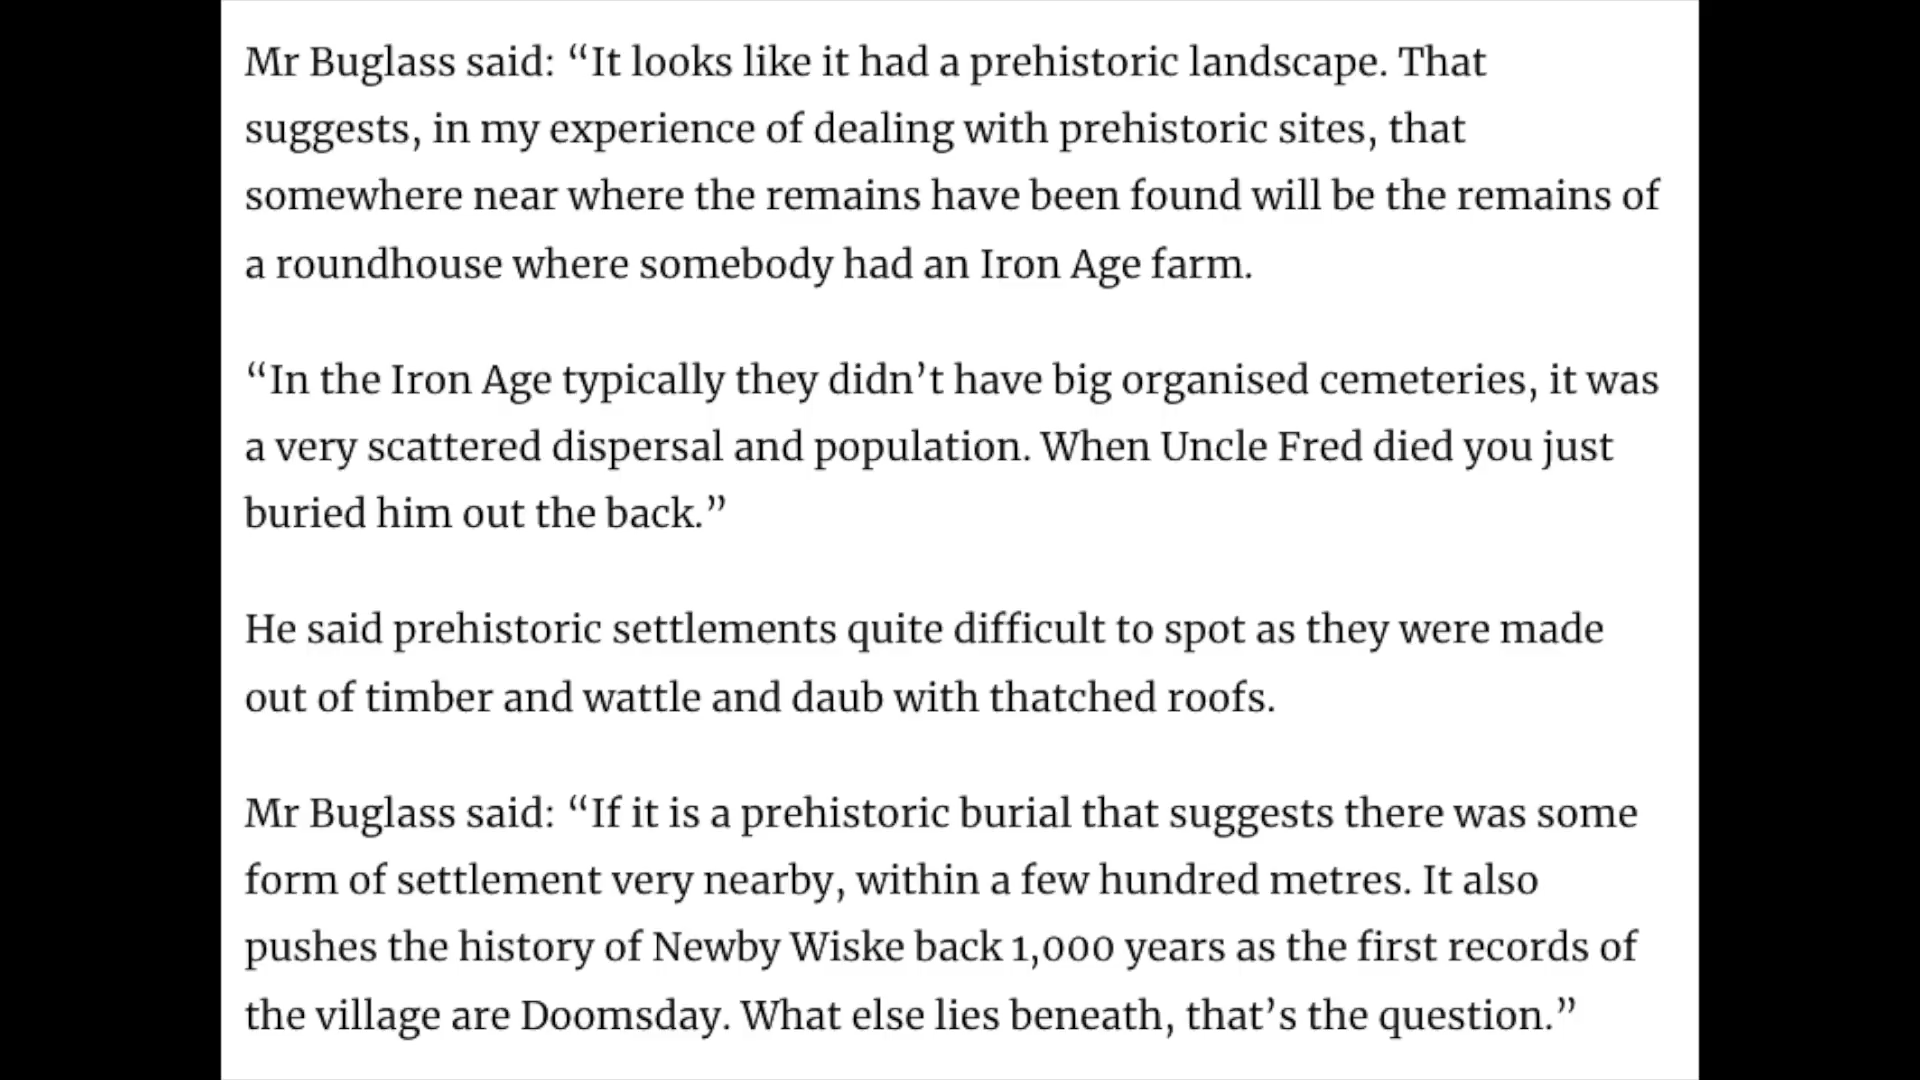 Mr Buglass said: “It looks like it had a prehistoric landscape. That
suggests, in my experience of dealing with prehistoric sites, that
somewhere near where the remains have been found will be the remains of
a roundhouse where somebody had an Iron Age farm.
“In the Iron Age typically they didn’t have big organised cemeteries, it was
a very scattered dispersal and population. When Uncle Fred died you just
buried him out the back.”
He said prehistoric settlements quite difficult to spot as they were made
out of timber and wattle and daub with thatched roofs.
Mr Buglass said: “If it is a prehistoric burial that suggests there was some
form of settlement very nearby, within a few hundred metres. It also
pushes the history of Newby Wiske back 1,000 years as the first records of
the village are Doomsday. What else lies beneath, that’s the question.”